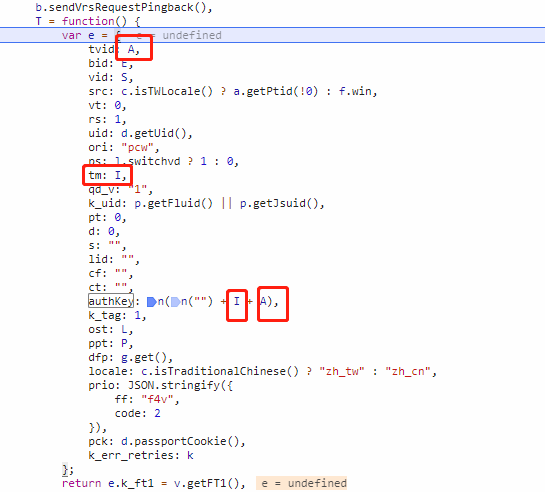 b.sendVrsRequestPingback(),
T = function() {
var e = { e = undefined
tvid: A,
bid: E,
vid: S,
src: c.isTWLocale() ? a.getPtid(!0) : f.win,
vt: 0,
rs: 1,
uid: d.getUid(),
ori: "pcw",
ps: l.switchvd ? 1 : 0,
tm: I,
qd_v: "1",
k_uid: p.getFluid() || p.getJsuid(),
pt: 0,
d: 0,
s: "",
lid: "",
cf: "",
ct: "",
authKey: n(n("") + I + A),
k_tag: 1,
ost: L,
ppt: P,
dfp: g.get(),
locale: c.isTraditionalChinese() ? "zh_tw" : "zh_cn",
prio: JSON.stringify({
ff: "f4v",
code: 2
}),
pck: d.passportCookie(),
k_err_retries: k
};
return e.k_ft1 = v.getFT1(), e = undefined